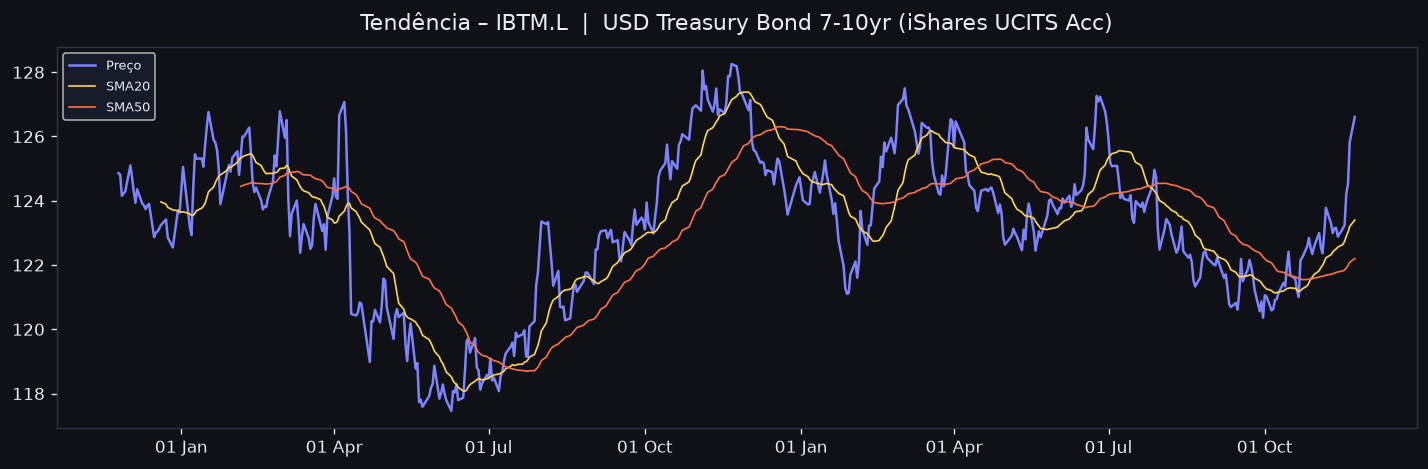 Tendência – IBTM.L | USD Treasury Bond 7-10yr (iShares UCITS Acc)
Preço
SMA20
SMA50
128
126
124
122
120
118
01 Jan 01 Apr 01 Jul 01 Oct 01 Jan 01 Apr 01 Jul 01 Oct